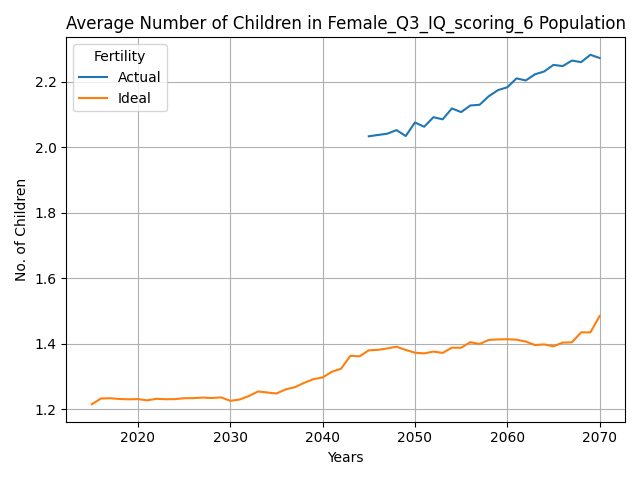 Average Number of Children in Female_Q3_IQ_scoring_6 Population
Fertility
Actual
Ideal
No. of Children
2.2
2.0
1.8
1.6
1.4
1.2
2020 2030 2040 2050 2060 2070
Years